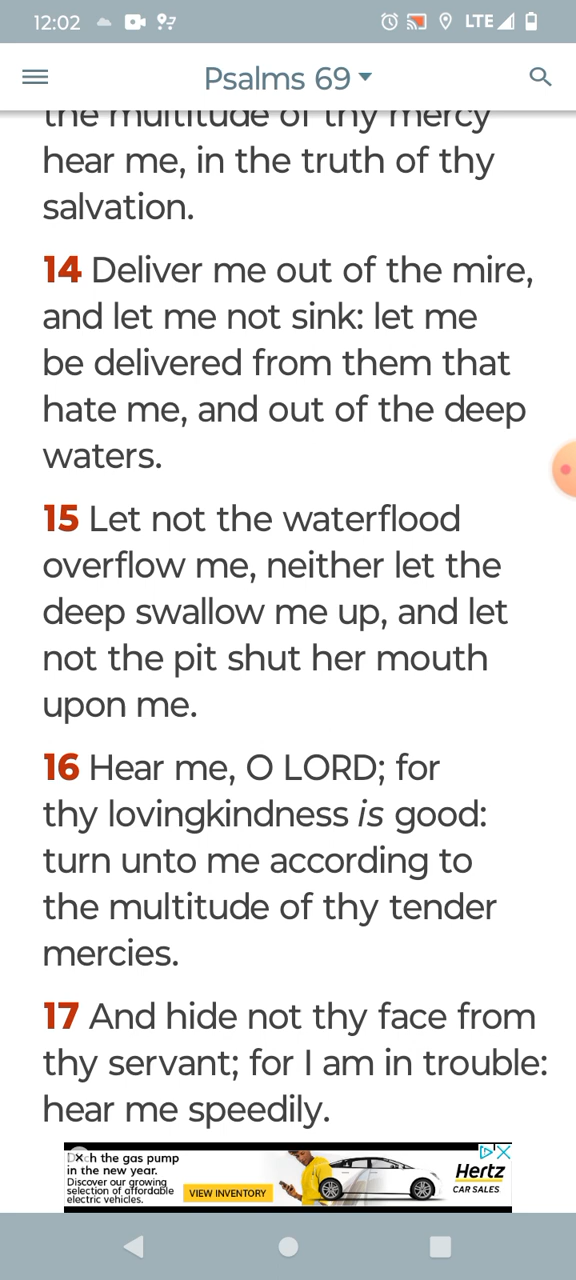 12:02
LTE
Psalms 69
the multitude of thy mercy
hear me, in the truth of thy
salvation.
14 Deliver me out of the mire,
and let me not sink: let me
be delivered from them that
hate me, and out of the deep
waters.
15 Let not the waterflood
overflow me, neither let the
deep swallow me up, and let
not the pit shut her mouth
upon me.
16 Hear me, O LORD; for
thy lovingkindness is good:
turn unto me according to
the multitude of thy tender
mercies.
17 And hide not thy face from
thy servant; for I am in trouble:
hear me speedily.
the gas pump
in the new year.
Discover our growing
selection of affordable
electric vehicles.
VIEW INVENTORY
Hertz
CAR SALES